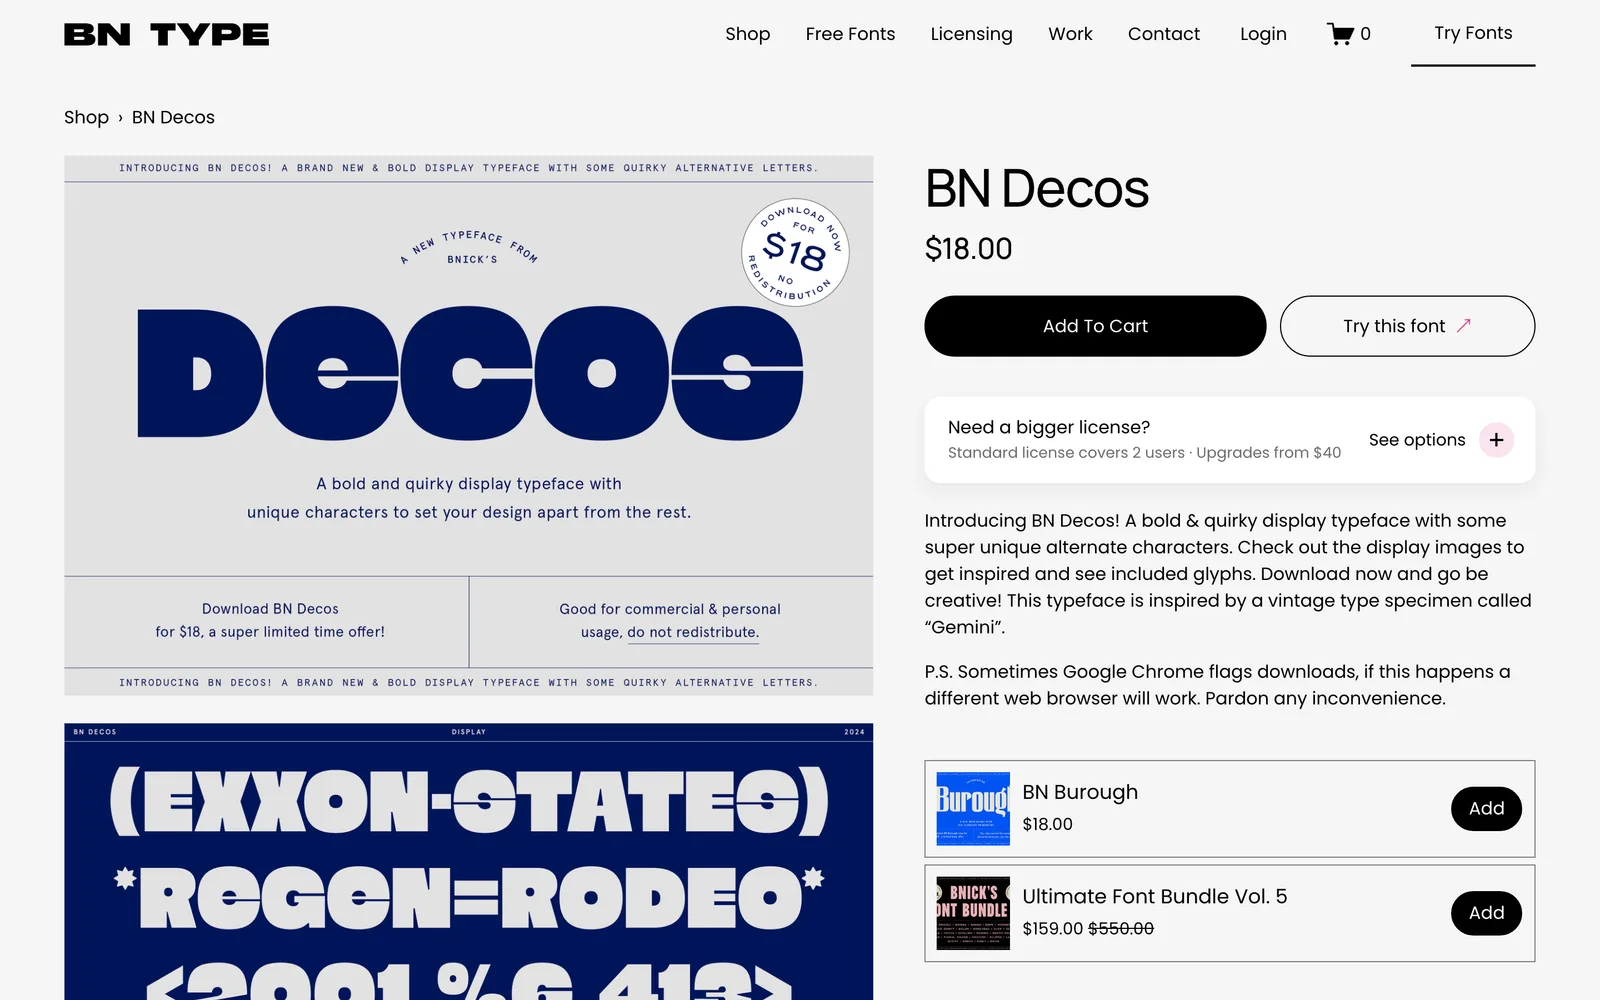 BN TYPE
Shop
Free Fonts
Licensing
Work
Contact
Login
0
Try Fonts
Shop › BN Decos
INTRODUCING BN DECOS! A BRAND NEW & BOLD DISPLAY TYPEFACE WITH SOME QUIRKY ALTERNATIVE LETTERS.
A NEW TYPEFACE FROM
BNICK'S
DOWNLOAD NOW
FOR
$18
NO
REDISTRIBUTION
DECOS
A bold and quirky display typeface with
unique characters to set your design apart from the rest.
Download BN Decos
for $18, a super limited time offer!
Good for commercial & personal
usage, do not redistribute.
INTRODUCING BN DECOS! A BRAND NEW & BOLD DISPLAY TYPEFACE WITH SOME QUIRKY ALTERNATIVE LETTERS.
BN DECOS
DISPLAY
2024
(EXXON-STATES)
*REGEN=RODEO*
<2001 %G 413>
BN Decos
$18.00
Add To Cart
Try this font
Need a bigger license?
Standard license covers 2 users · Upgrades from $40
See options
Introducing BN Decos! A bold & quirky display typeface with some
super unique alternate characters. Check out the display images to
get inspired and see included glyphs. Download now and go be
creative! This typeface is inspired by a vintage type specimen called
“Gemini”.
P.S. Sometimes Google Chrome flags downloads, if this happens a
different web browser will work. Pardon any inconvenience.
Burough
BN Burough
$18.00
Add
BNICK'S
FONT BUNDLE
Ultimate Font Bundle Vol. 5
$159.00 $550.00
Add